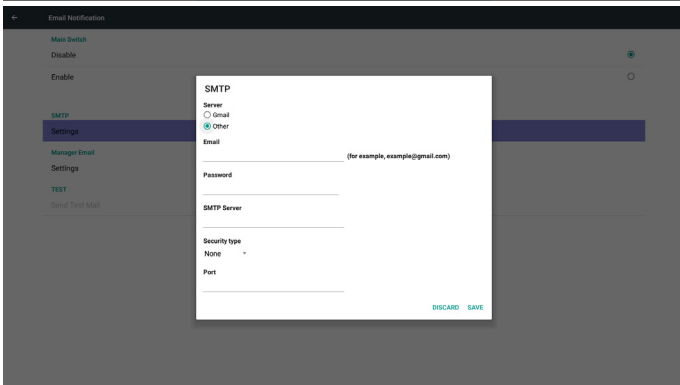 Email Notification
Main Switch
Disable
Enable
SMTP
Settings
Manager Email
Settings
TEST
Send Test Mail
SMTP
Server
Gmail
Other
Email
(for example, example@gmail.com)
Password
SMTP Server
Security type
None
Port
DISCARD SAVE